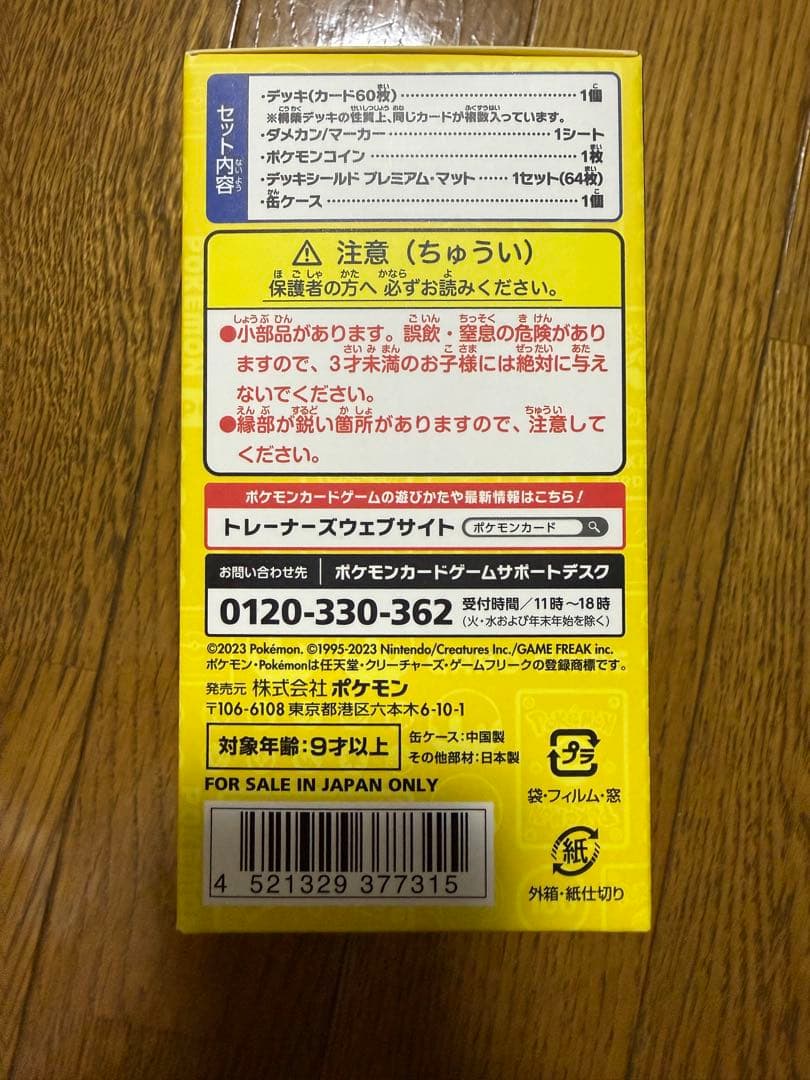 セット内容
・デッキ(カード60枚)……1個
※構築デッキの性質上、同じカードが複数入っています。
・ダメカン/マーカー……1シート
・ポケモンコイン……1枚
・デッキシールド プレミアム・マット……1セット(64枚)
・缶ケース……1個
⚠ 注意(ちゅうい)
保護者の方へ 必ずお読みください。
●小部品があります。誤飲・窒息の危険があり
ますので、3才未満のお子様には絶対に与え
ないでください。
●縁部が鋭い箇所がありますので、注意して
ください。
ポケモンカードゲームの遊びかたや最新情報はこちら!
トレーナーズウェブサイト ポケモンカード
お問い合わせ先 ポケモンカードゲームサポートデスク
0120-330-362 受付時間/11時~18時
(火・水および年末年始を除く)
©2023 Pokémon. ©1995-2023 Nintendo/Creatures Inc./GAME FREAK inc.
ポケモン・Pokémonは任天堂・クリーチャーズ・ゲームフリークの登録商標です。
発売元 株式会社 ポケモン
〒106-6108 東京都港区六本木6-10-1
対象年齢:9才以上
缶ケース:中国製
その他部材:日本製
FOR SALE IN JAPAN ONLY
4 521329 377315
プラ
袋・フィルム・窓
紙
外箱・紙仕切り